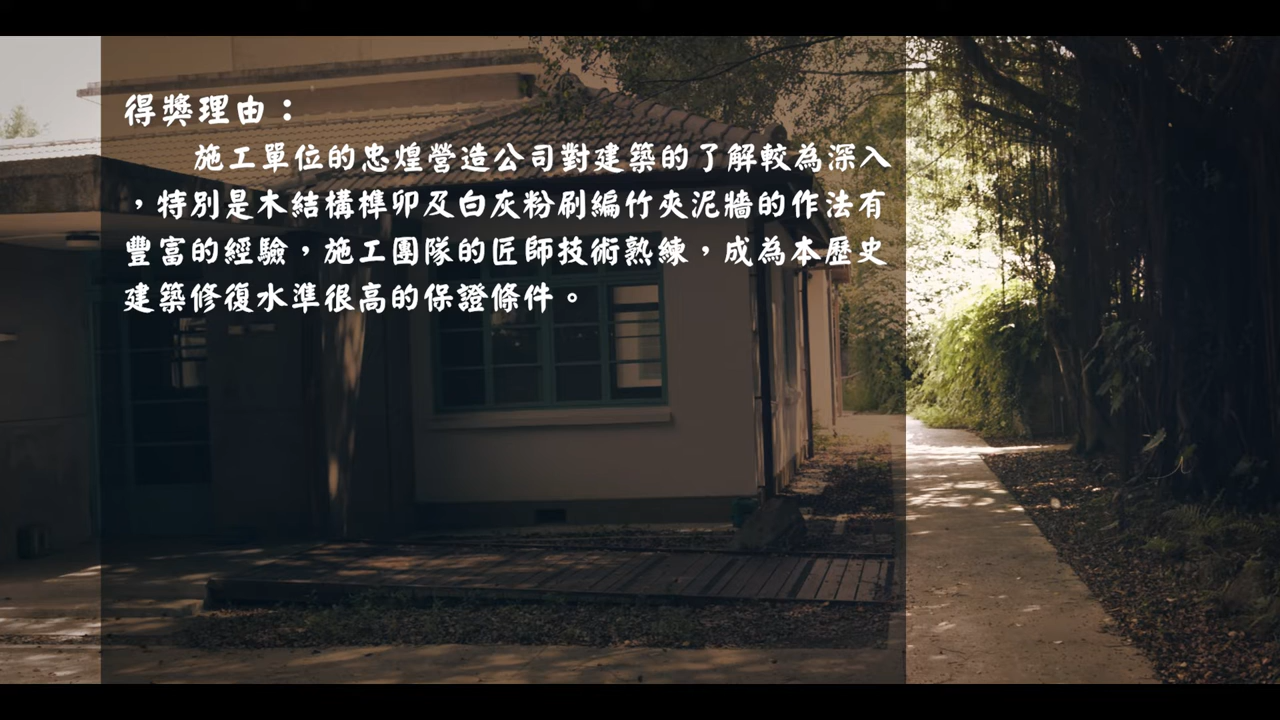 得獎理由：
施工單位的忠煌營造公司對建築的了解較為深入
，特別是木結構榫卯及白灰粉刷編竹夾泥牆的作法有
豐富的經驗，施工團隊的匠師技術熟練，成為本歷史
建築修復水準很高的保證條件。